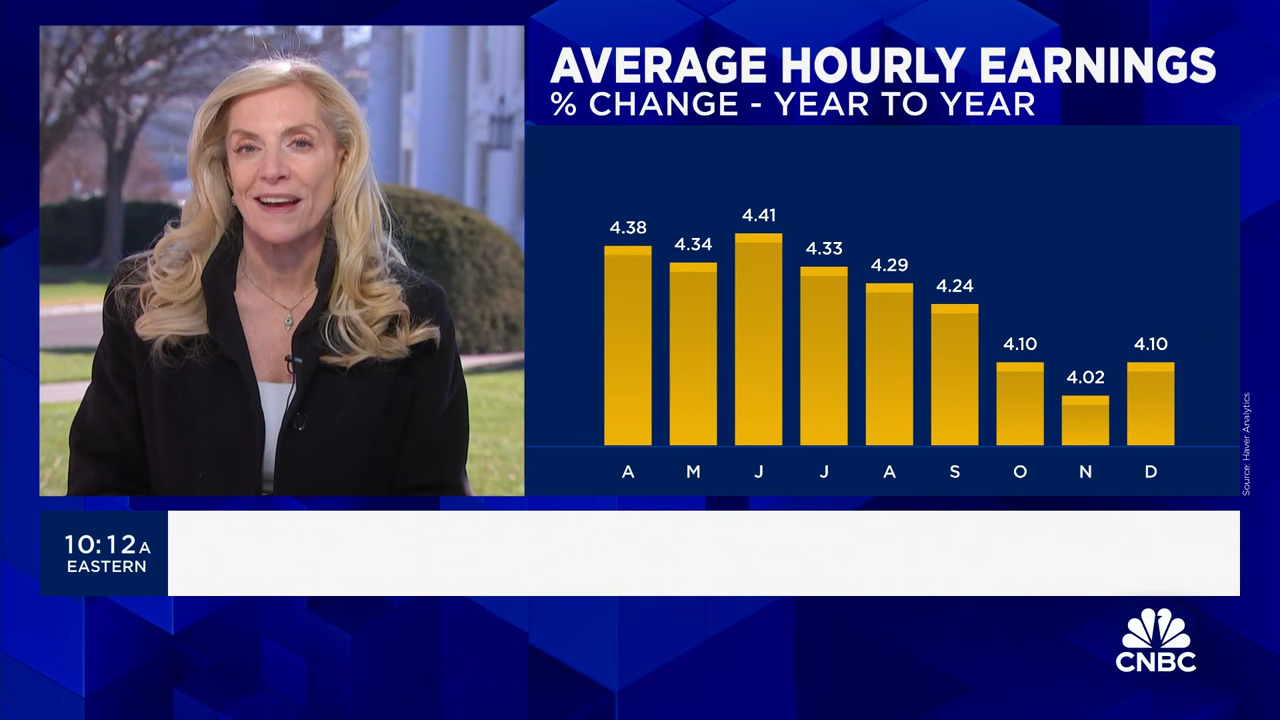 AVERAGE HOURLY EARNINGS
% CHANGE - YEAR TO YEAR
4.38
4.34
4.41
4.33
4.29
4.24
4.10
4.02
4.10
A M J J A S O N D
Source: Haver Analytics
10:12 A
EASTERN
CNBC